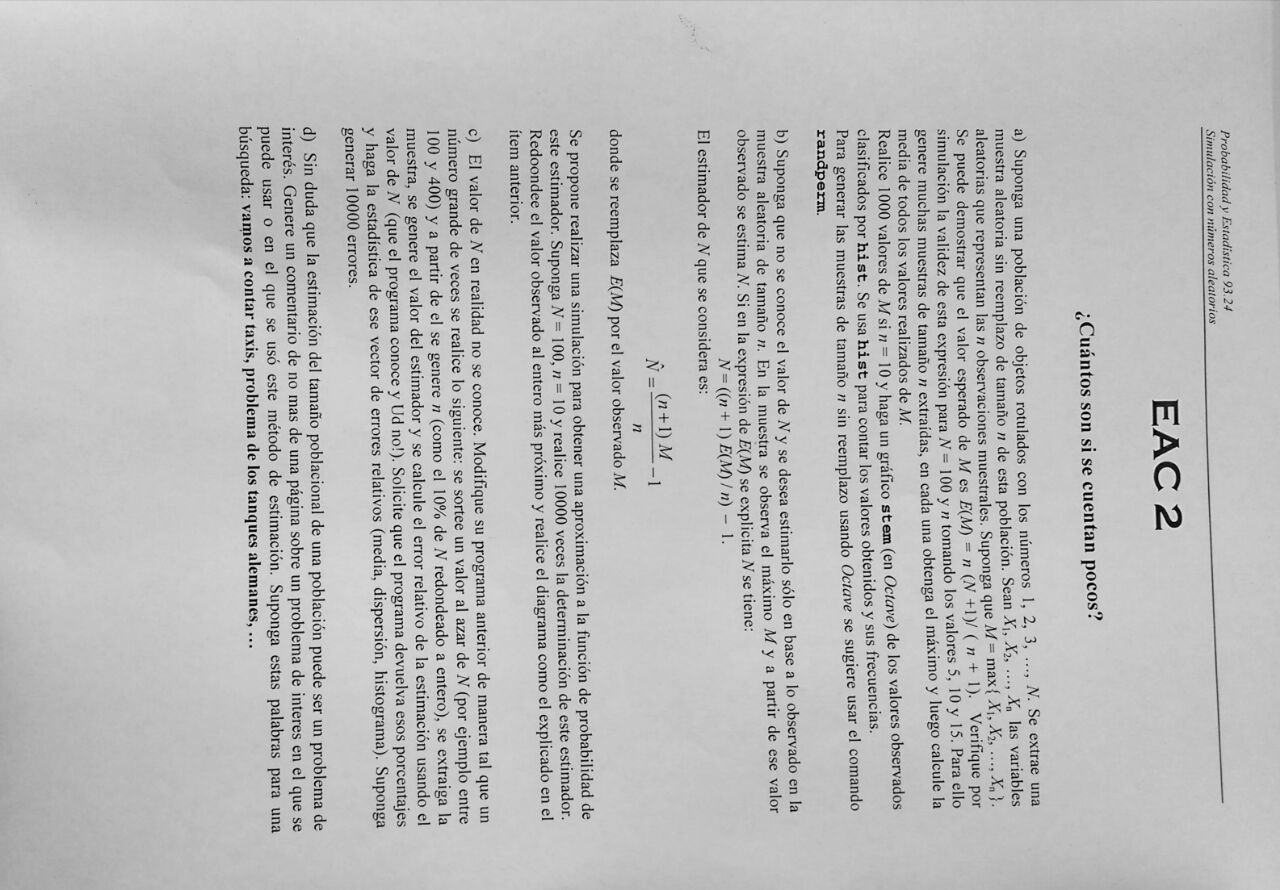 Probabilidad y Estadística 93.24
Simulación con números aleatorios
EAC 2
¿Cuántos son si se cuentan pocos?
a) Suponga una población de objetos rotulados con los números 1, 2, 3, …, N. Se extrae una
muestra aleatoria sin reemplazo de tamaño n de esta población. Sean X₁, X₂, …, Xₙ las variables
aleatorias que representan las n observaciones muestrales. Suponga que M = max{ X₁, X₂, …, Xₙ }.
Se puede demostrar que el valor esperado de M es E(M) = n (N +1)/ ( n + 1). Verifique por
simulación la validez de esta expresión para N = 100 y n tomando los valores 5, 10 y 15. Para ello
genere muchas muestras de tamaño n extraídas, en cada una obtenga el máximo y luego calcule la
media de todos los valores realizados de M.
Realice 1000 valores de M si n = 10 y haga un gráfico stem (en Octave) de los valores observados
clasificados por hist. Se usa hist para contar los valores obtenidos y sus frecuencias.
Para generar las muestras de tamaño n sin reemplazo usando Octave se sugiere usar el comando
randperm.
b) Suponga que no se conoce el valor de N y se desea estimarlo sólo en base a lo observado en la
muestra aleatoria de tamaño n. En la muestra se observa el máximo M y a partir de ese valor
observado se estima N. Si en la expresión de E(M) se explicita N se tiene:
N = ((n + 1) E(M) / n) – 1.
El estimador de N que se considera es:
N̂ = (n+1) M / n − 1
donde se reemplaza E(M) por el valor observado M.
Se propone realizar una simulación para obtener una aproximación a la función de probabilidad de
este estimador. Suponga N = 100, n = 10 y realice 10000 veces la determinación de este estimador.
Redoondee el valor observado al entero más próximo y realice el diagrama como el explicado en el
ítem anterior.
c) El valor de N en realidad no se conoce. Modifique su programa anterior de manera tal que un
número grande de veces se realice lo siguiente: se sortee un valor al azar de N (por ejemplo entre
100 y 400) y a partir de el se genere n (como el 10% de N redondeado a entero), se extraiga la
muestra, se genere el valor del estimador y se calcule el error relativo de la estimación usando el
valor de N (que el programa conoce y Ud no!). Solicite que el programa devuelva esos porcentajes
y haga la estadística de ese vector de errores relativos (media, dispersión, histograma). Suponga
generar 10000 errores.
d) Sin duda que la estimación del tamaño poblacional de una población puede ser un problema de
interés. Genere un comentario de no mas de una página sobre un problema de interes en el que se
puede usar o en el que se usó este método de estimación. Suponga estas palabras para una
búsqueda: vamos a contar taxis, problema de los tanques alemanes, …